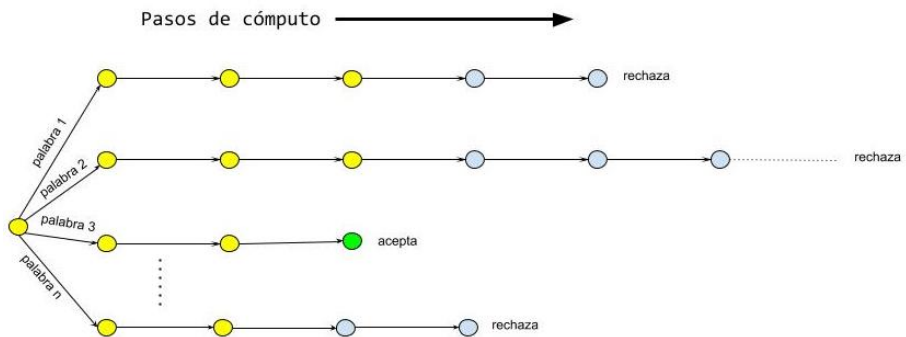 Pasos de cómputo
rechaza
palabra 1
palabra 2
rechaza
palabra 3
acepta
palabra n
rechaza